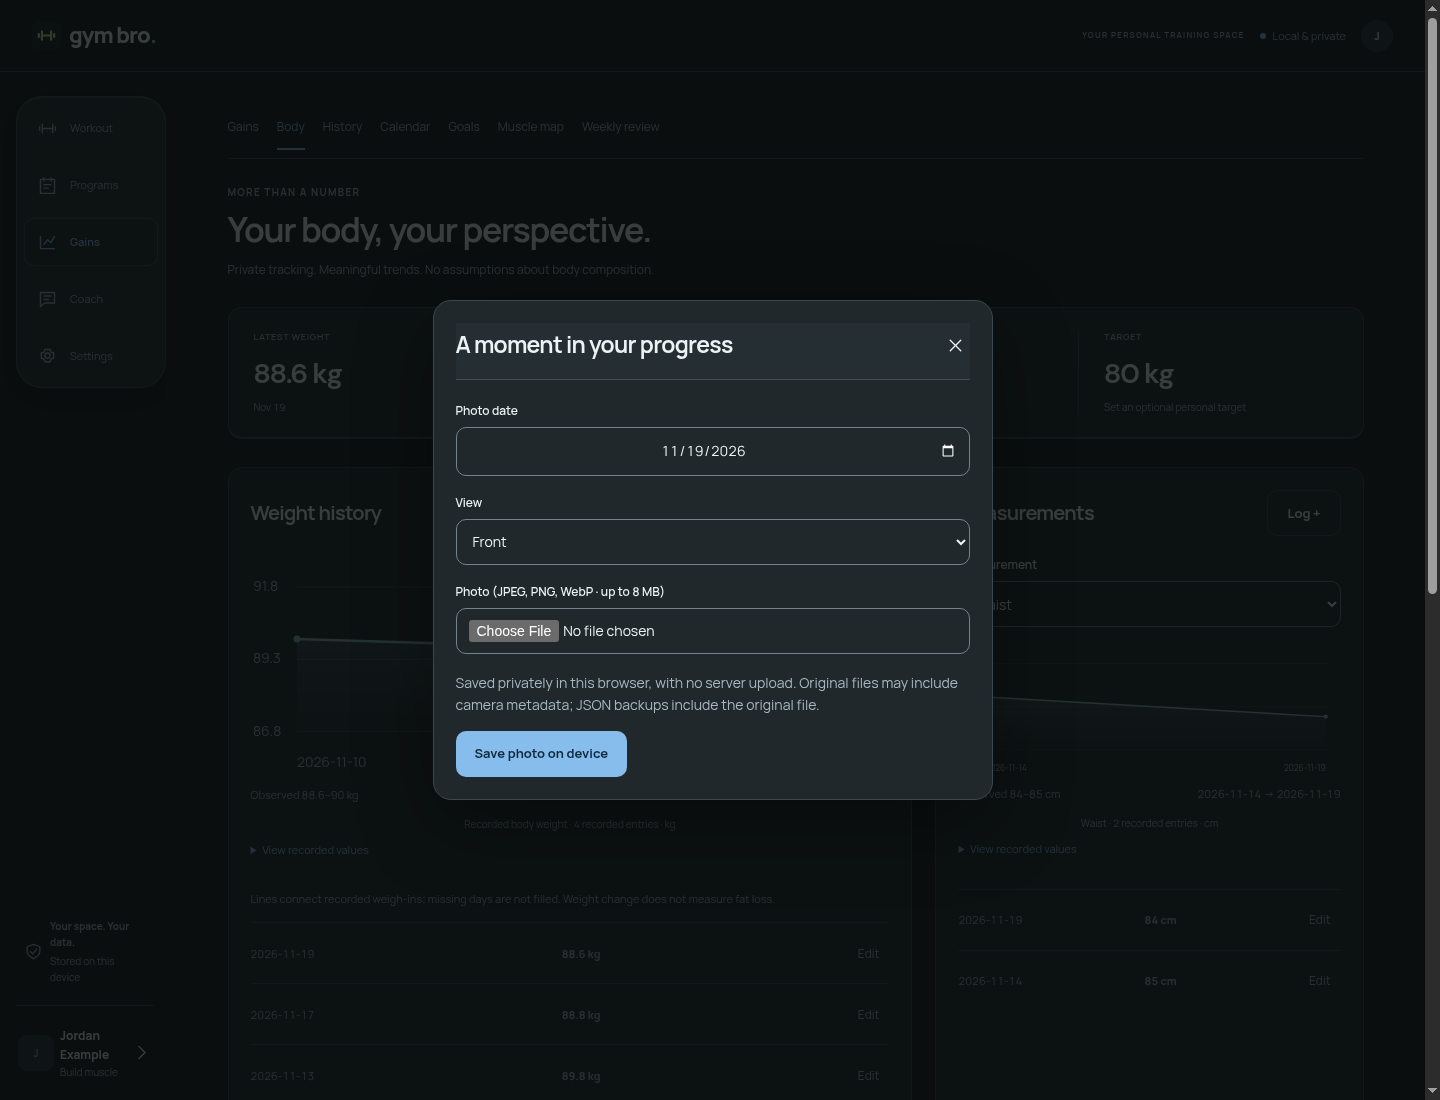 gym bro.
YOUR PERSONAL TRAINING SPACE
Local & private
J
Workout
Programs
Gains
Coach
Settings
Gains
Body
History
Calendar
Goals
Muscle map
Weekly review
MORE THAN A NUMBER
Your body, your perspective.
Private tracking. Meaningful trends. No assumptions about body composition.
LATEST WEIGHT
88.6 kg
Nov 19
TARGET
80 kg
Set an optional personal target
A moment in your progress
Photo date
11/19/2026
View
Front
Photo (JPEG, PNG, WebP · up to 8 MB)
Choose File No file chosen
Saved privately in this browser, with no server upload. Original files may include
camera metadata; JSON backups include the original file.
Save photo on device
Weight history
91.8
89.3
86.8
2026-11-10
Observed 88.6–90 kg
Recorded body weight · 4 recorded entries · kg
View recorded values
Lines connect recorded weigh-ins; missing days are not filled. Weight change does not measure fat loss.
2026-11-19 88.6 kg Edit
2026-11-17 88.8 kg Edit
2026-11-13 89.8 kg Edit
asurements
Log +
urement
ist
26-11-14
2026-11-19
ved 84–85 cm
2026-11-14 → 2026-11-19
Waist · 2 recorded entries · cm
View recorded values
2026-11-19 84 cm Edit
2026-11-14 85 cm Edit
Your space. Your
data.
Stored on this
device
J
Jordan
Example
Build muscle